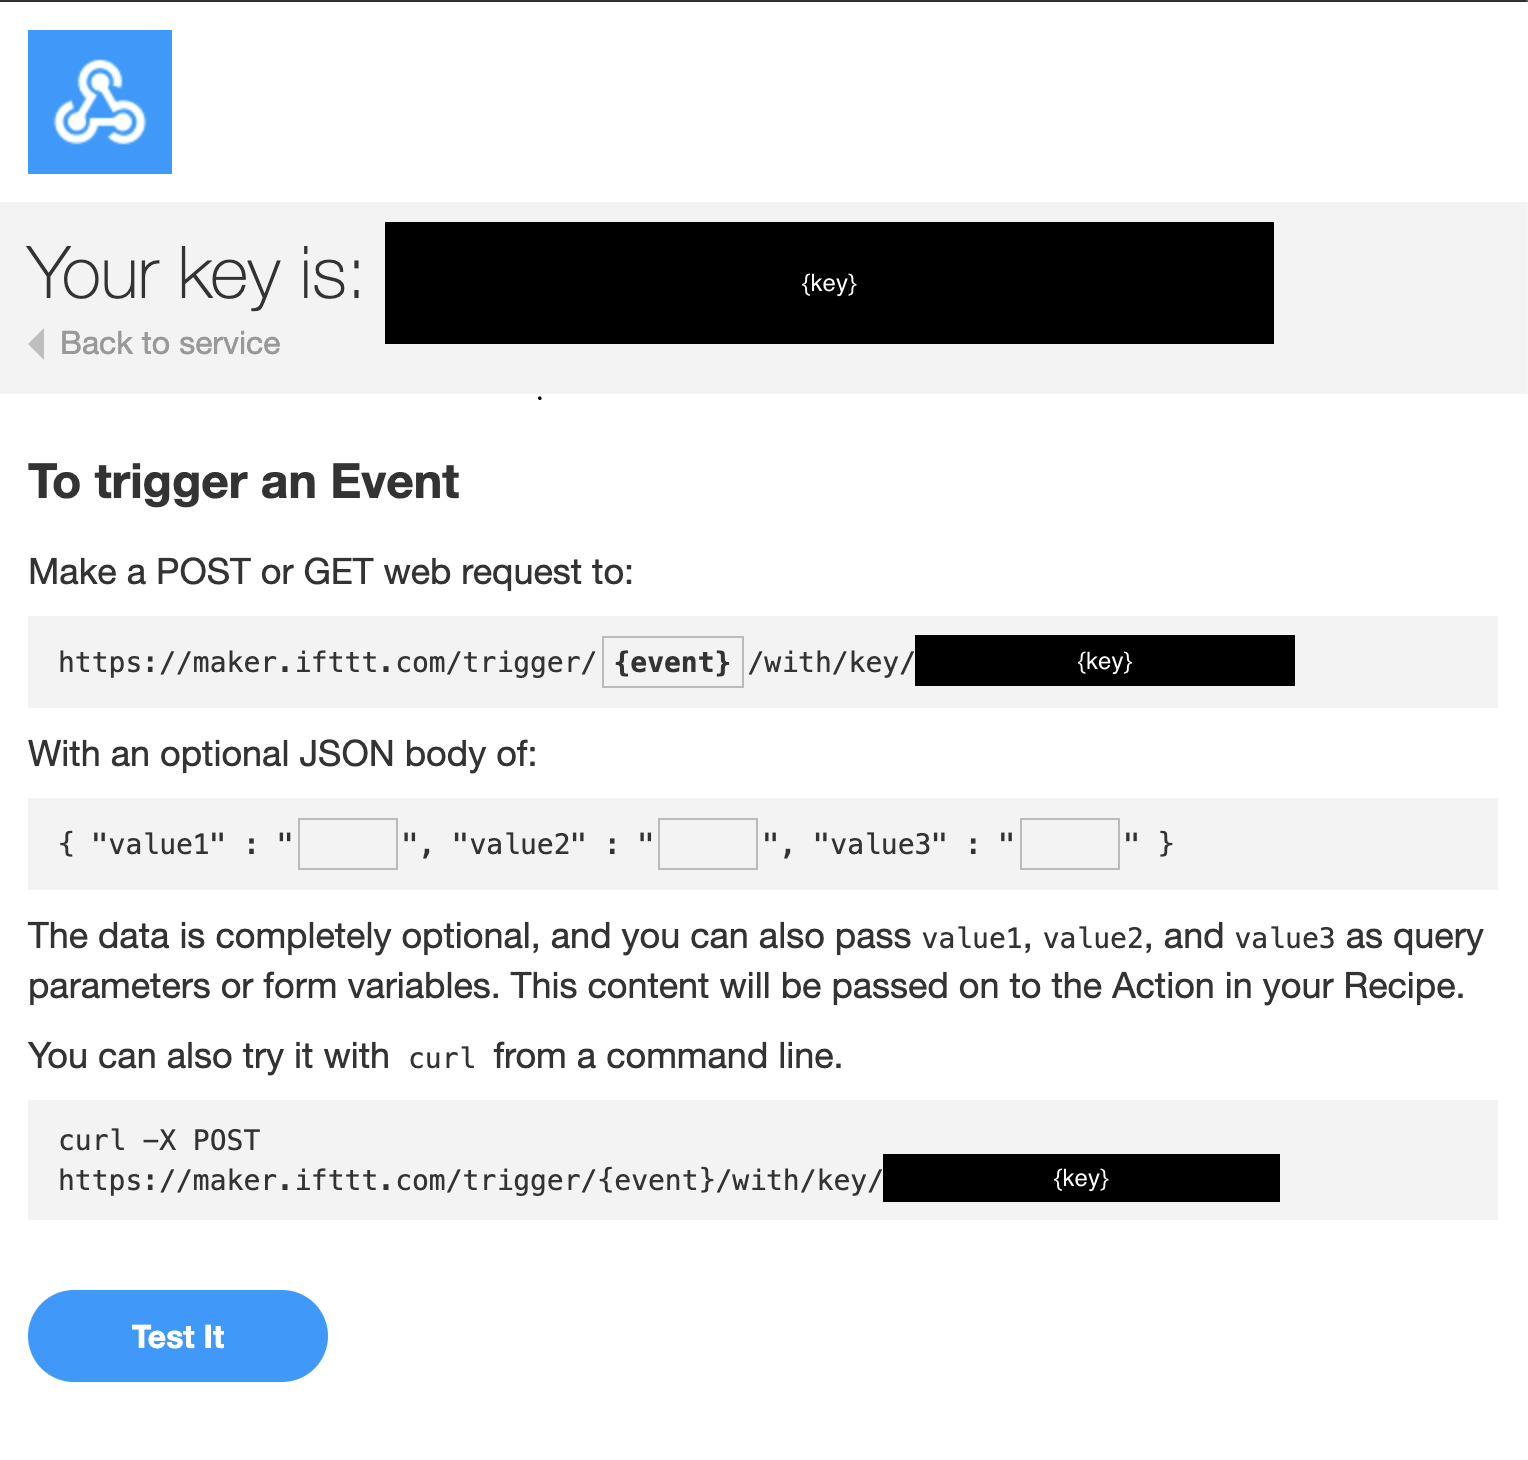 Your key is: {key}
Back to service
To trigger an Event
Make a POST or GET web request to:
https://maker.ifttt.com/trigger/ {event} /with/key/ {key}
With an optional JSON body of:
{ "value1" : " ", "value2" : " ", "value3" : " " }
The data is completely optional, and you can also pass value1, value2, and value3 as query
parameters or form variables. This content will be passed on to the Action in your Recipe.
You can also try it with curl from a command line.
curl -X POST
https://maker.ifttt.com/trigger/{event}/with/key/ {key}
Test It